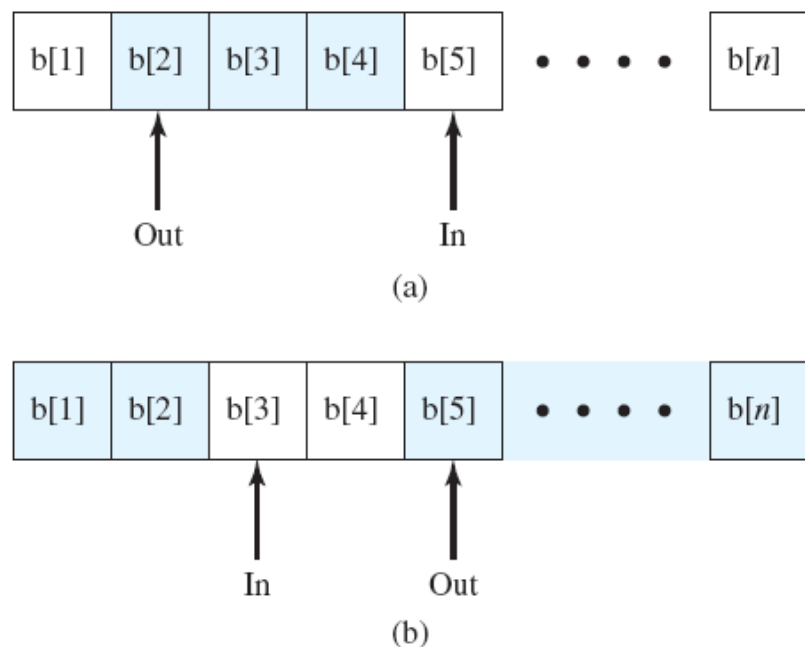 b[1] b[2] b[3] b[4] b[5] • • • • b[n]
Out In
(a)
b[1] b[2] b[3] b[4] b[5] • • • • b[n]
In Out
(b)